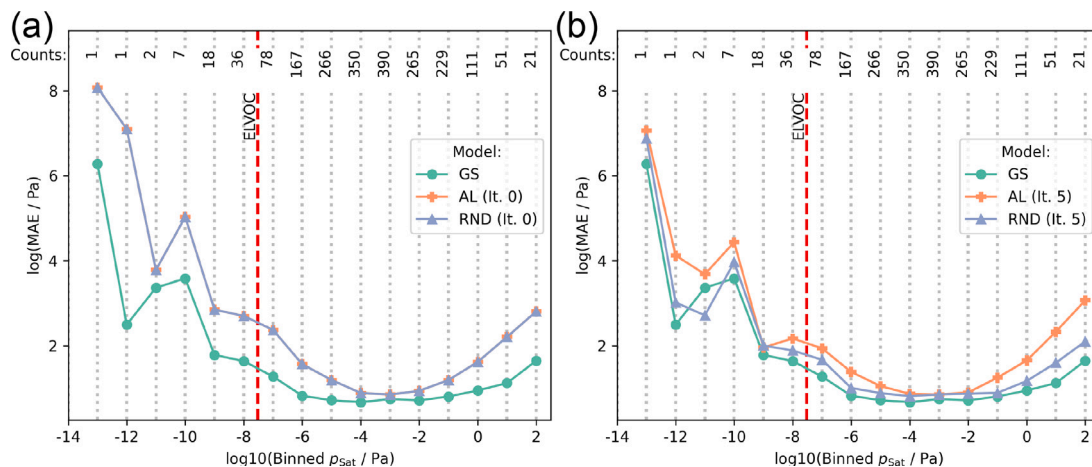 (a)
Counts: 1 1 2 7 18 36 78 167 266 350 390 265 229 111 51 21
ELVOC
Model:
GS
AL (It. 0)
RND (It. 0)
log(MAE / Pa)
8
6
4
2
-14 -12 -10 -8 -6 -4 -2 0 2
log10(Binned pSat / Pa)
(b)
Counts: 1 1 2 7 18 36 78 167 266 350 390 265 229 111 51 21
ELVOC
Model:
GS
AL (It. 5)
RND (It. 5)
log(MAE / Pa)
8
6
4
2
-14 -12 -10 -8 -6 -4 -2 0 2
log10(Binned pSat / Pa)